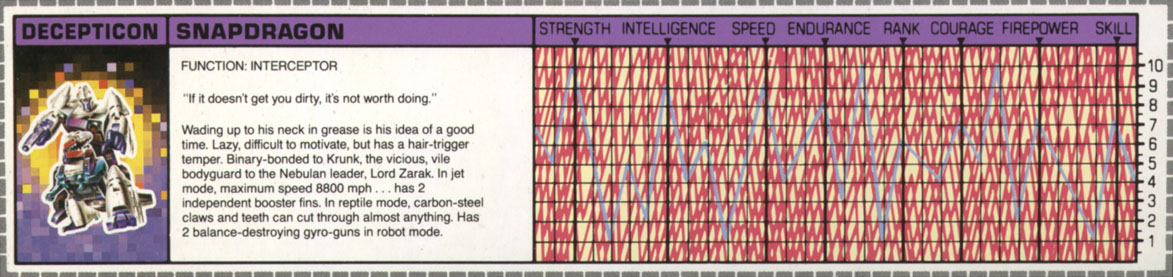 DECEPTICON
SNAPDRAGON
STRENGTH INTELLIGENCE SPEED ENDURANCE RANK COURAGE FIREPOWER SKILL
FUNCTION: INTERCEPTOR
"If it doesn't get you dirty, it's not worth doing."
Wading up to his neck in grease is his idea of a good
time. Lazy, difficult to motivate, but has a hair-trigger
temper. Binary-bonded to Krunk, the vicious, vile
bodyguard to the Nebulan leader, Lord Zarak. In jet
mode, maximum speed 8800 mph . . . has 2
independent booster fins. In reptile mode, carbon-steel
claws and teeth can cut through almost anything. Has
2 balance-destroying gyro-guns in robot mode.
10
9
8
7
6
5
4
3
2
1